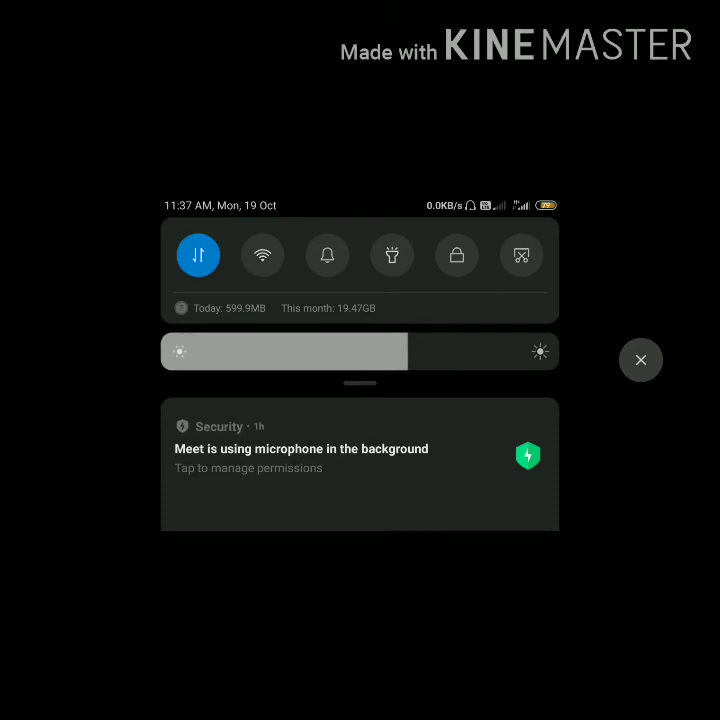 Made with KINEMASTER
11:37 AM, Mon, 19 Oct
0.0KB/s
79
Today: 599.9MB This month: 19.47GB
Security · 1h
Meet is using microphone in the background
Tap to manage permissions